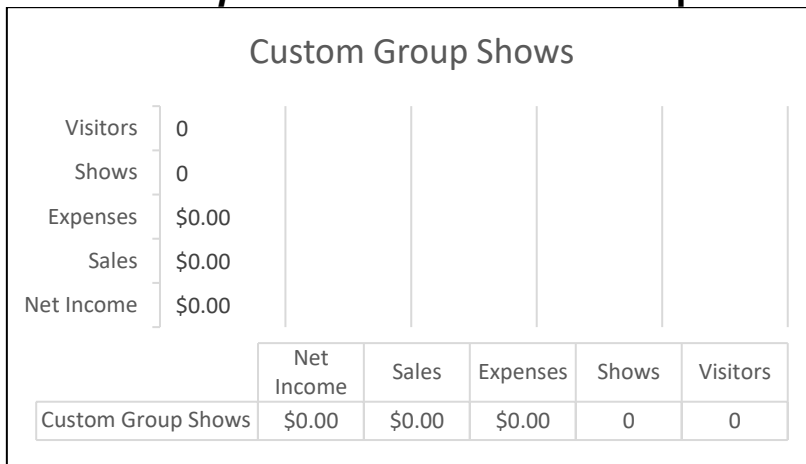 Custom Group Shows
Visitors 0
Shows 0
Expenses $0.00
Sales $0.00
Net Income $0.00
Net Income Sales Expenses Shows Visitors
Custom Group Shows $0.00 $0.00 $0.00 0 0